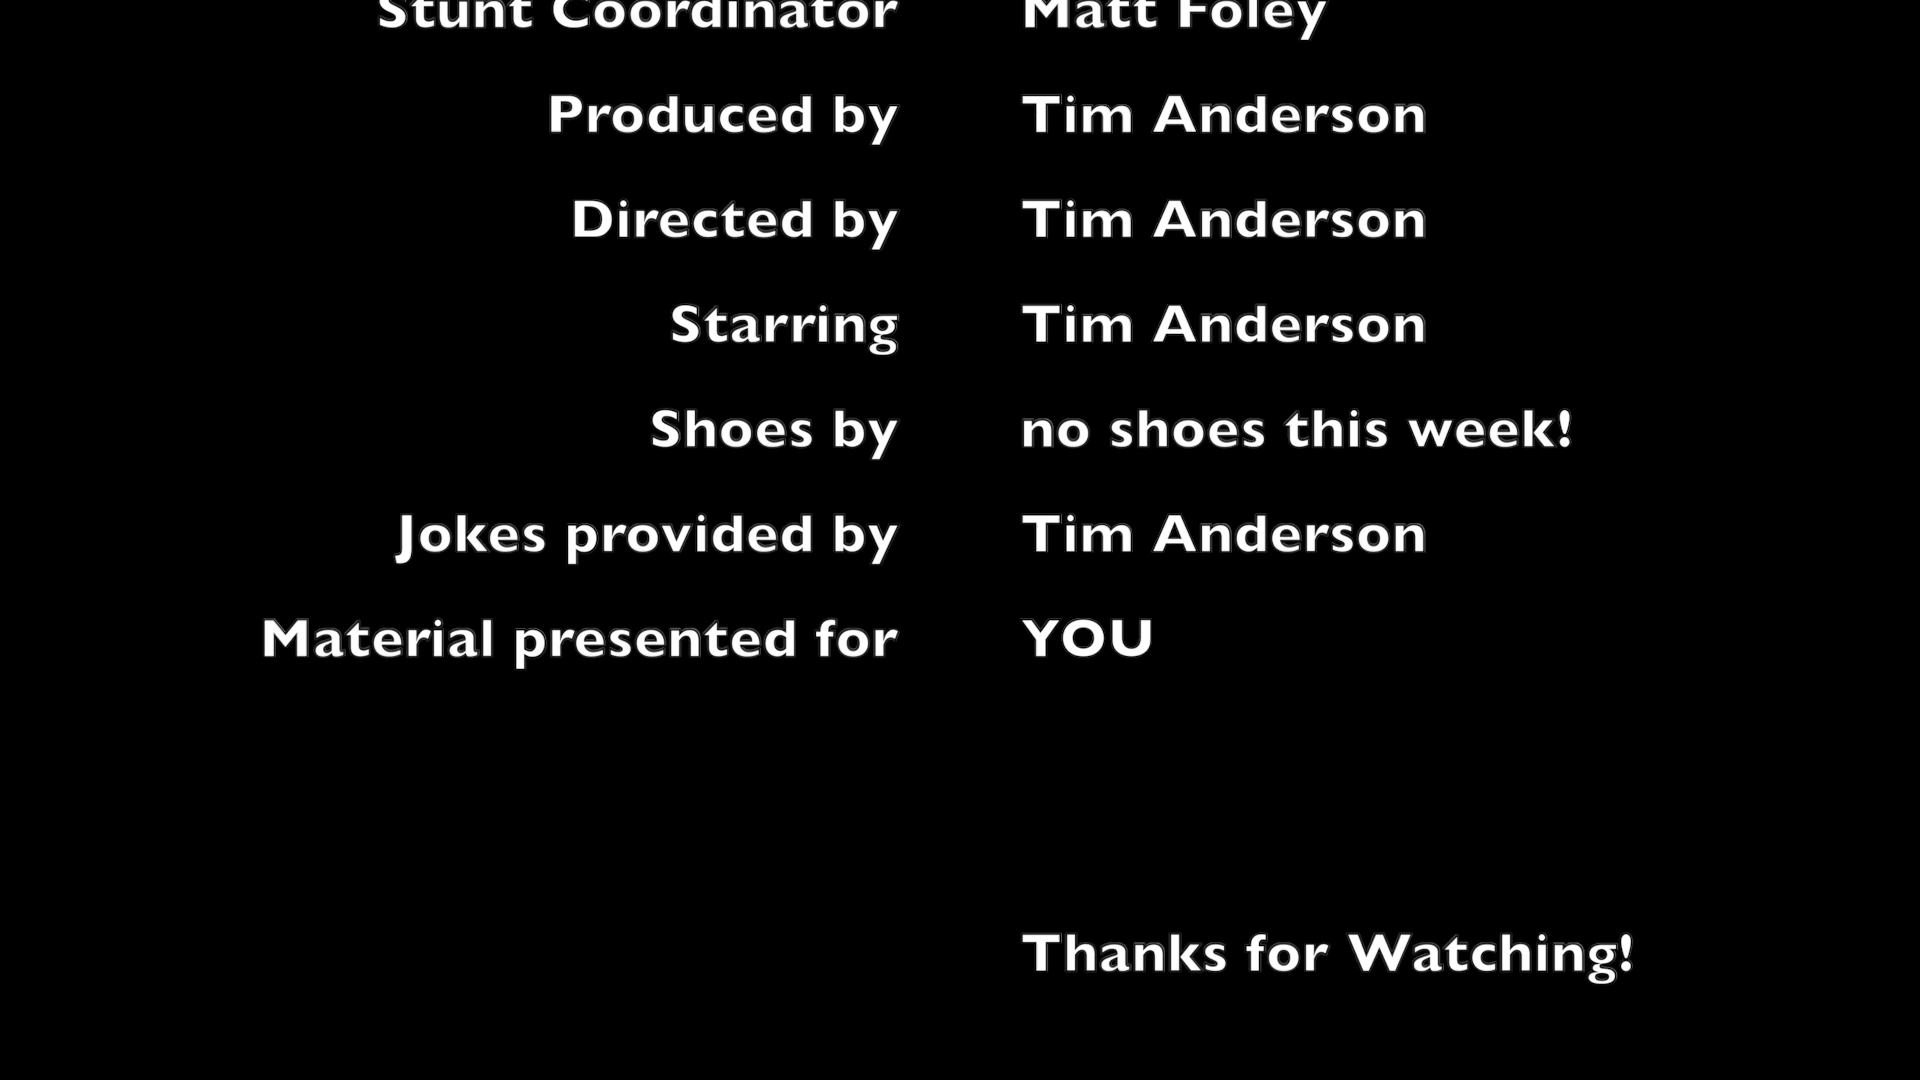 Stunt Coordinator Matt Foley
Produced by Tim Anderson
Directed by Tim Anderson
Starring Tim Anderson
Shoes by no shoes this week!
Jokes provided by Tim Anderson
Material presented for YOU
Thanks for Watching!